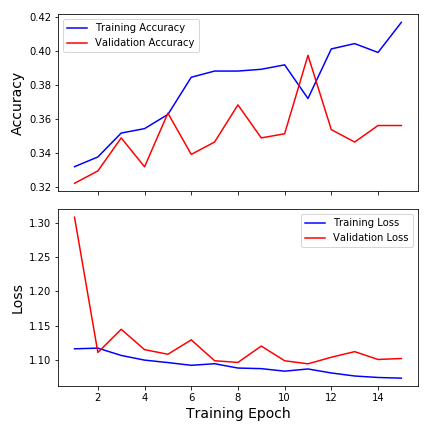 0.42
0.40
0.38
0.36
0.34
0.32
Accuracy
Training Accuracy
Validation Accuracy
1.30
1.25
1.20
1.15
1.10
Loss
Training Loss
Validation Loss
2 4 6 8 10 12 14
Training Epoch